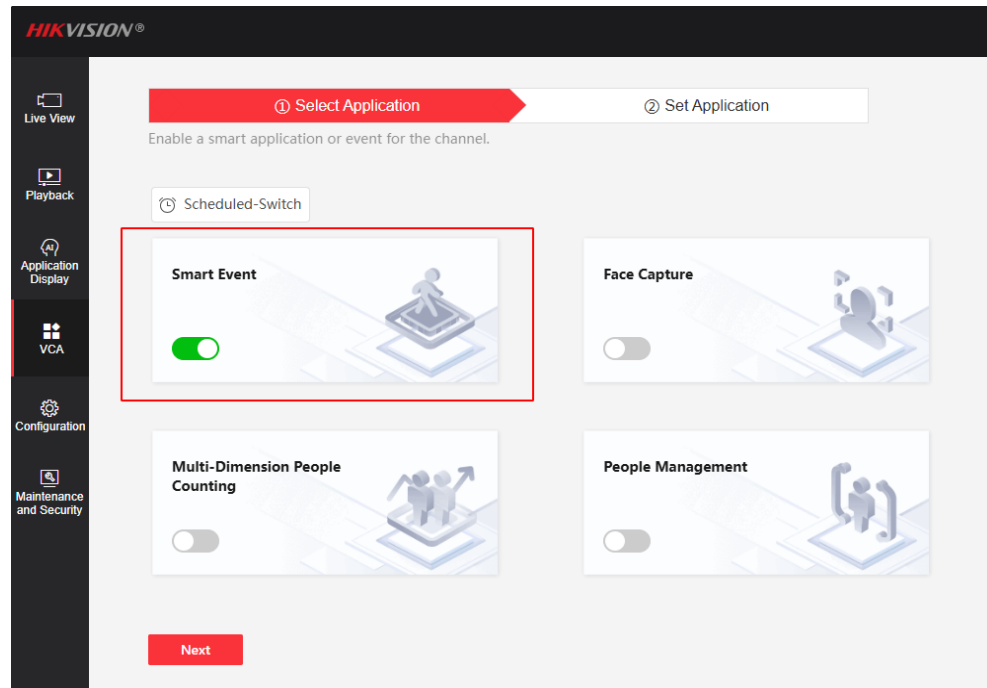 HIKVISION®
Live View
Playback
Application
Display
VCA
Configuration
Maintenance
and Security
① Select Application
② Set Application
Enable a smart application or event for the channel.
Scheduled-Switch
Smart Event
Face Capture
Multi-Dimension People
Counting
People Management
Next
AI